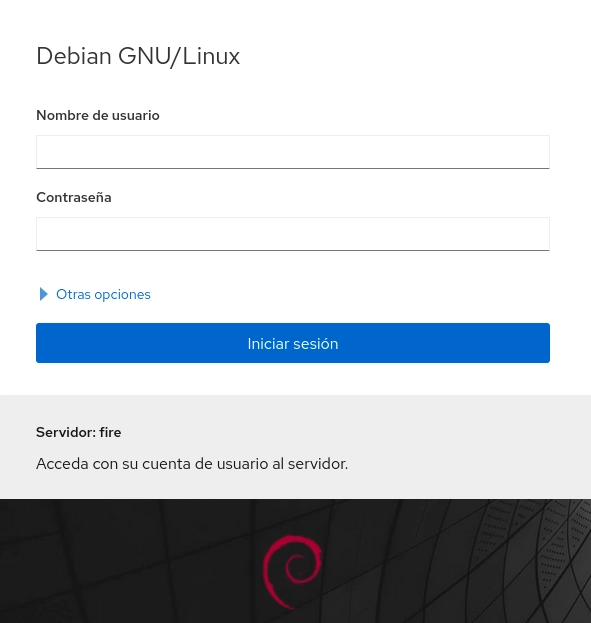 Debian GNU/Linux
Nombre de usuario
Contraseña
Otras opciones
Iniciar sesión
Servidor: fire
Acceda con su cuenta de usuario al servidor.